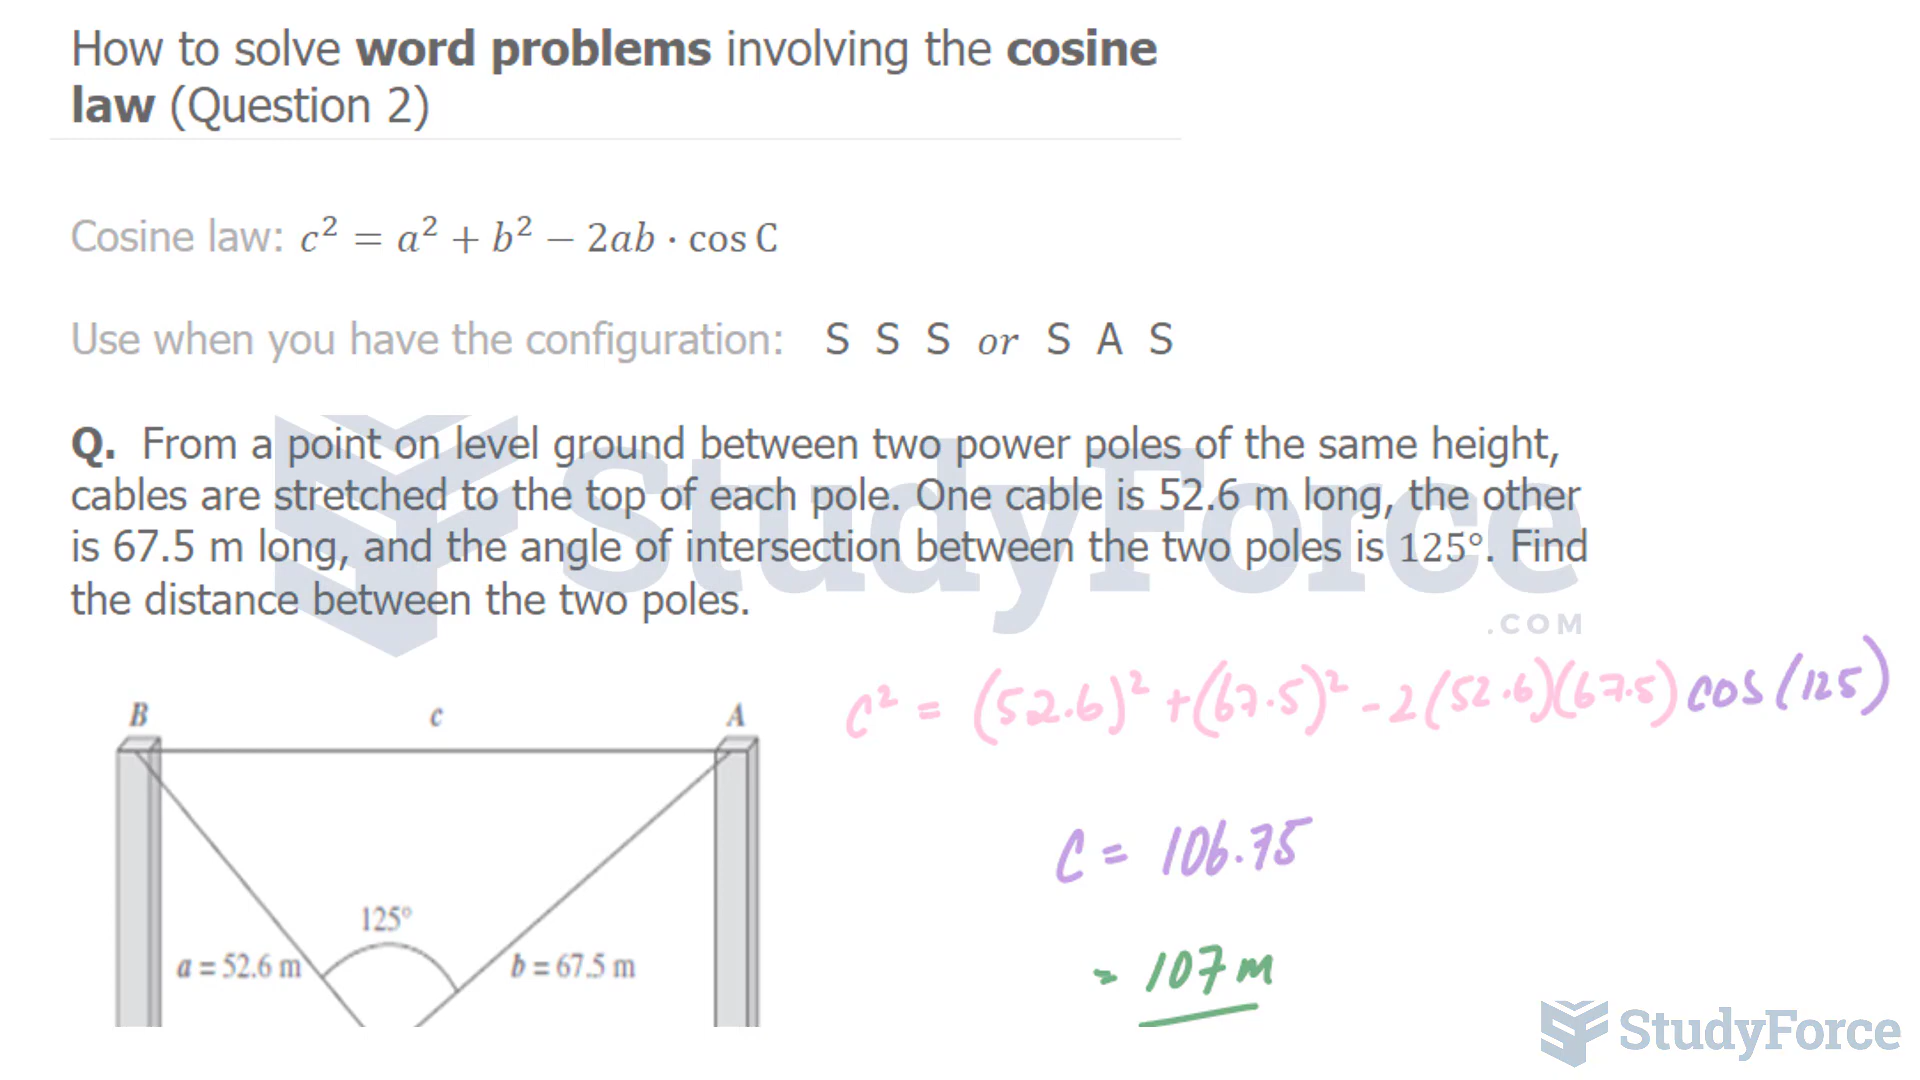 How to solve word problems involving the cosine
law (Question 2)
Cosine law: c² = a² + b² − 2ab · cos C
Use when you have the configuration: S S S or S A S
Q. From a point on level ground between two power poles of the same height,
cables are stretched to the top of each pole. One cable is 52.6 m long, the other
is 67.5 m long, and the angle of intersection between the two poles is 125°. Find
the distance between the two poles.
StudyForce
.COM
c² = (52.6)² + (67.5)² - 2(52.6)(67.5) cos(125)
B c A
C = 106.75
125°
a = 52.6 m b = 67.5 m
= 107 m
StudyForce